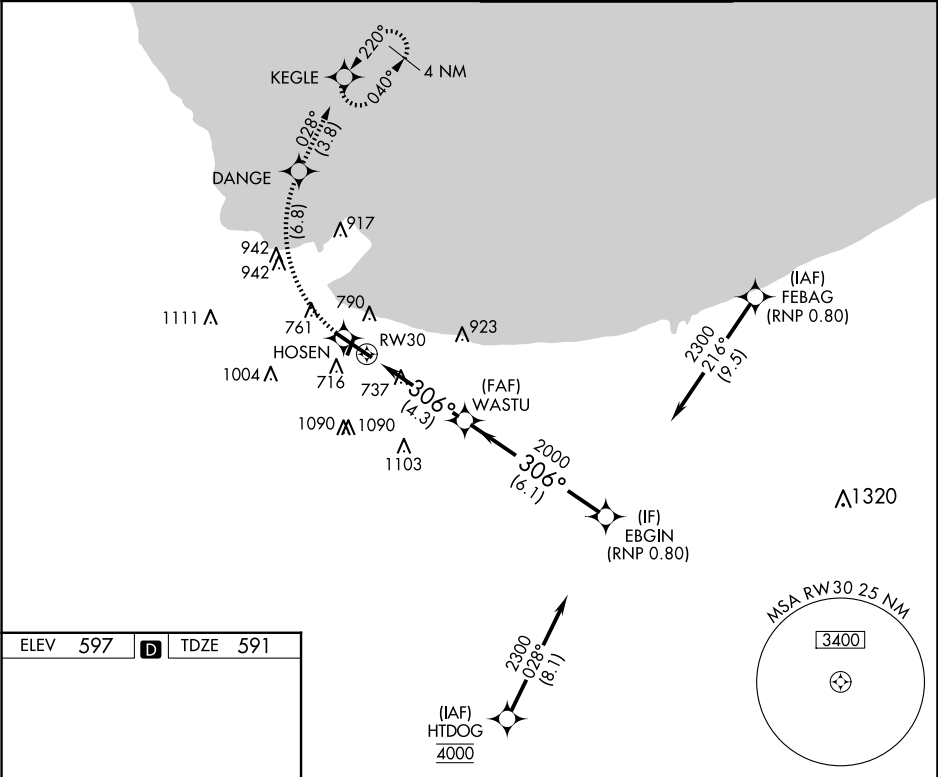 220°
KEGLE
4 NM
040°
028°
(3.8)
DANGE
(6.8)
917
942
942
(IAF)
FEBAG
(RNP 0.80)
1111
790
761
923
RW30
HOSEN
2300
216°
(9.5)
1004
716
737
(FAF)
WASTU
306°
(4.3)
1090
1090
1103
2000
306°
(6.1)
1320
(IF)
EBGIN
(RNP 0.80)
MSA RW30 25 NM
3400
ELEV 597 D TDZE 591
2300
028°
(8.1)
(IAF)
HTDOG
4000